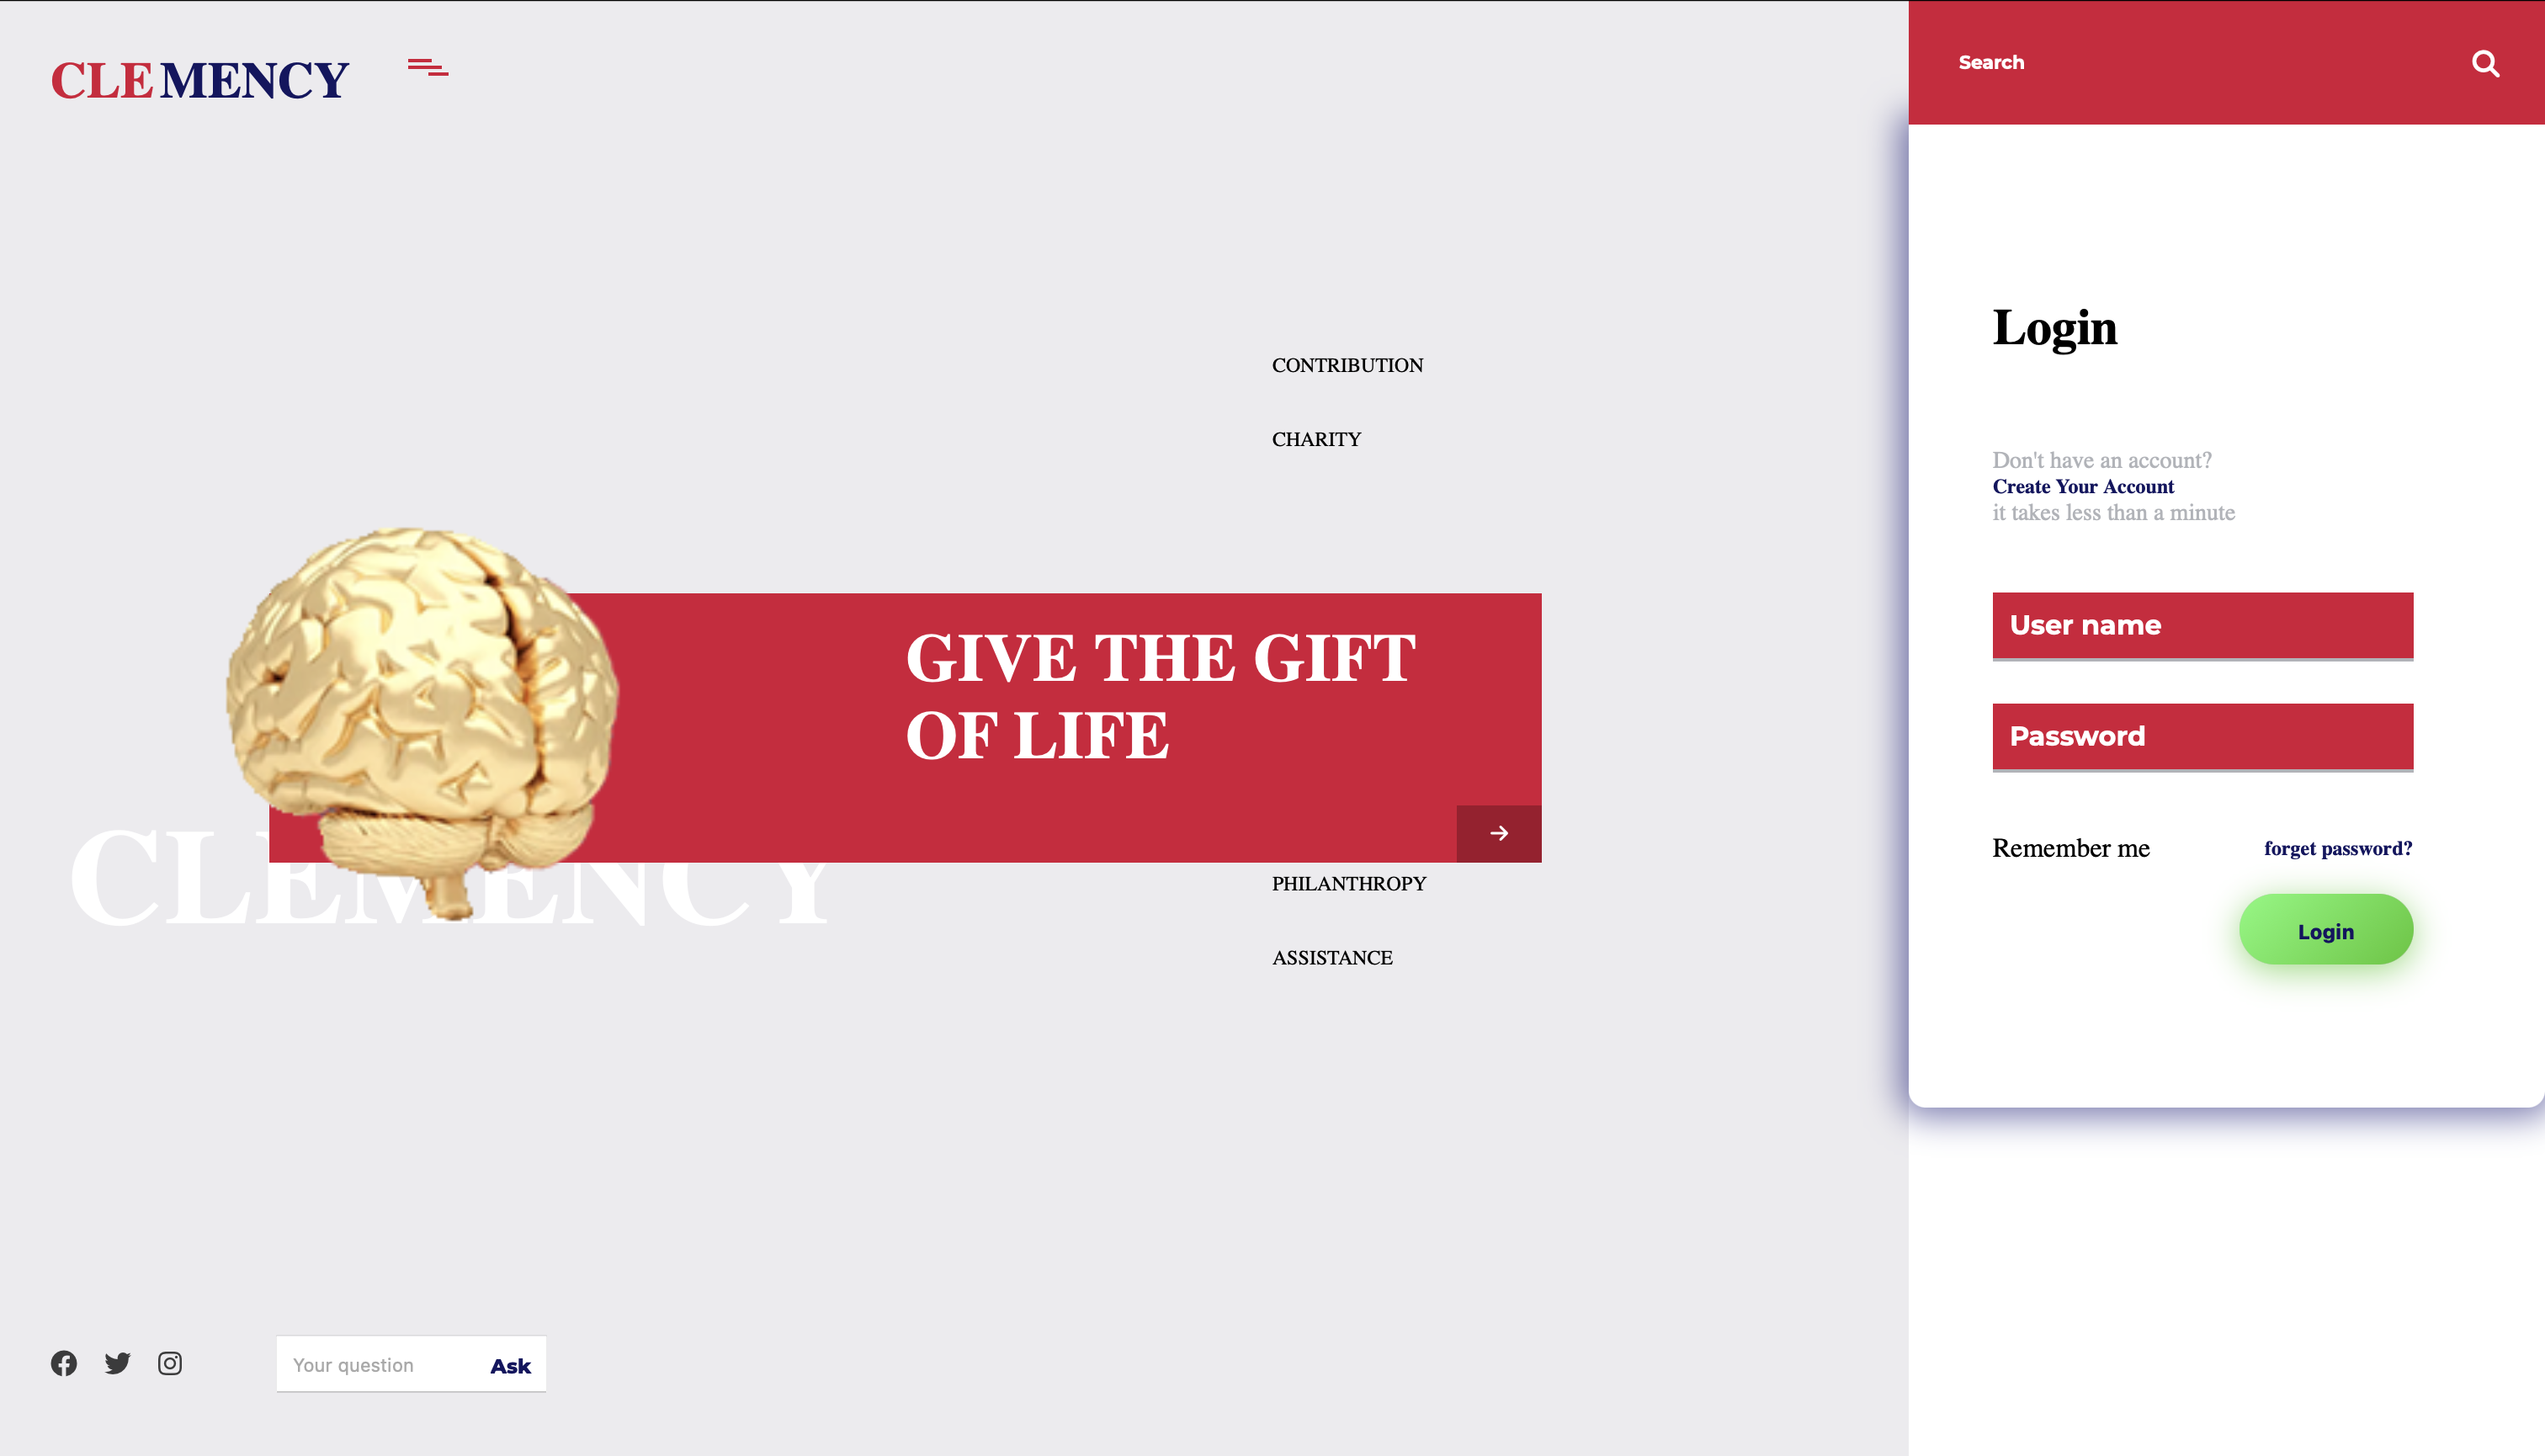 CLEMENCY
Search
CONTRIBUTION
CHARITY
GIVE THE GIFT
OF LIFE
CLEMENCY
PHILANTHROPY
ASSISTANCE
Login
Don't have an account?
Create Your Account
it takes less than a minute
User name
Password
Remember me
forget password?
Login
Your question
Ask